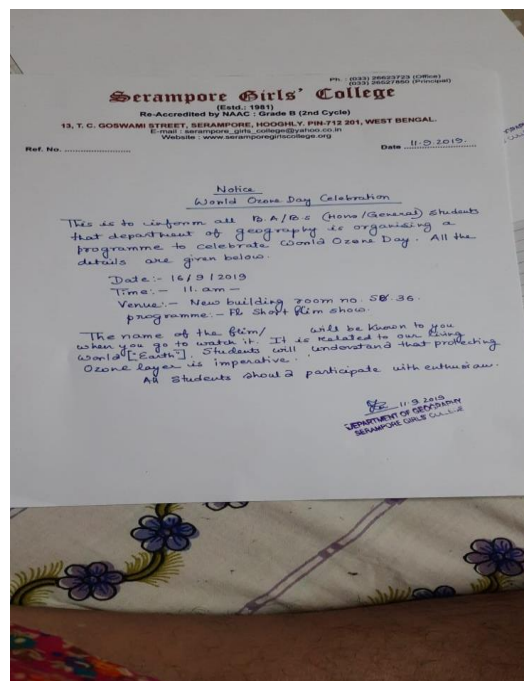 Ph. : (033) 26623723 (Office)
(033) 26527860 (Principal)
Serampore Girls' College
(Estd.: 1981)
Re-Accredited by NAAC : Grade B (2nd Cycle)
13, T. C. GOSWAMI STREET, SERAMPORE, HOOGHLY. PIN-712 201, WEST BENGAL.
E-mail : serampore_girls_college@yahoo.co.in
Website : www.seramporegirlscollege.org
Ref. No. Date 11.9.2019.
Notice
World Ozone Day Celebration
This is to inform all B.A/B.S (Hons/General) Students
that department of geography is organising a
programme to celebrate World Ozone Day. All the
details are given below.
Date:- 16/9/2019
Time:- 11. am -
Venue:- New building room no. 36.
programme:- Short flim show.
The name of the flim/ will be known to you
when you go to watch it. It is related to our living
world ["Earth"]. Students will understand that protecting
Ozone layer is imperative.
All Students should participate with enthusiasm.
11.9.2019
DEPARTMENT OF GEOGRAPHY
SERAMPORE GIRLS COLLEGE